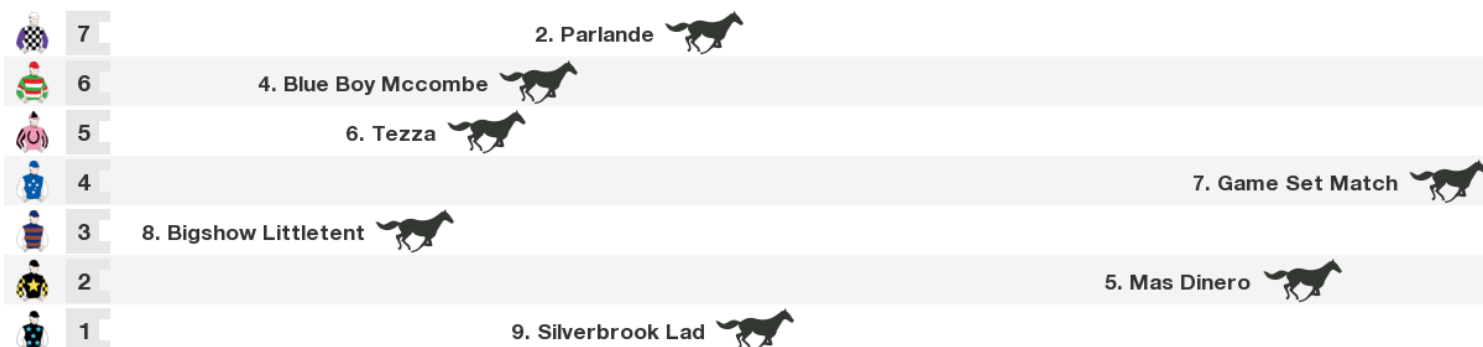 7 2. Parlande
6 4. Blue Boy Mccombe
5 6. Tezza
4 7. Game Set Match
3 8. Bigshow Littletent
2 5. Mas Dinero
1 9. Silverbrook Lad